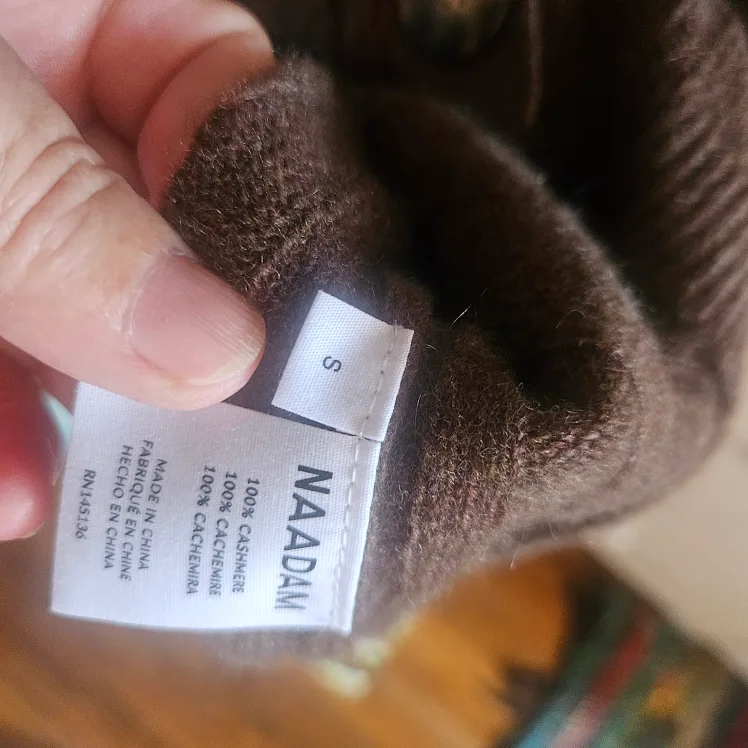 S
NAADAM
100% CASHMERE
100% CACHEMIRE
100% CACHEMIRA
MADE IN CHINA
FABRIQUÉ EN CHINE
HECHO EN CHINA
RN145136